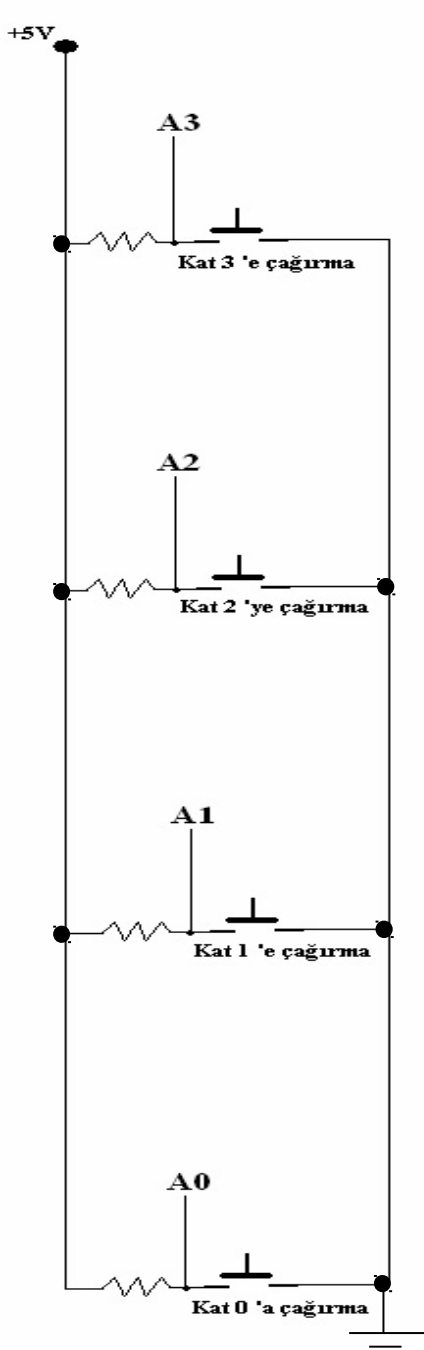 +5V
A3
Kat 3 'e çağırma
A2
Kat 2 'ye çağırma
A1
Kat 1 'e çağırma
A0
Kat 0 'a çağırma